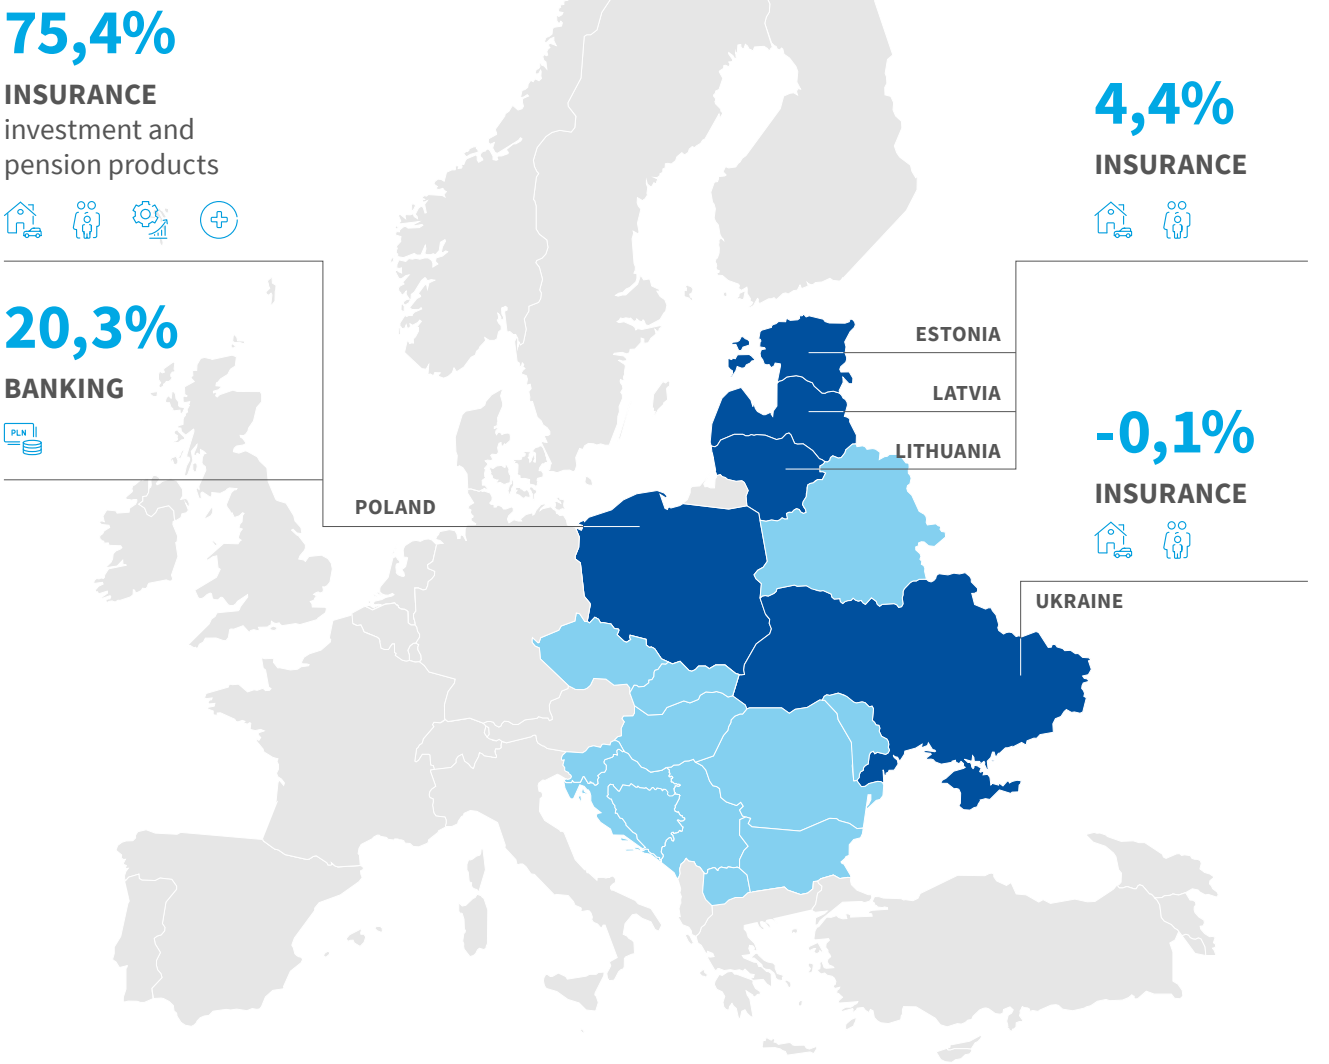 75,4%
INSURANCE
investment and
pension products
20,3%
BANKING
PLN
POLAND
4,4%
INSURANCE
ESTONIA
LATVIA
LITHUANIA
-0,1%
INSURANCE
UKRAINE